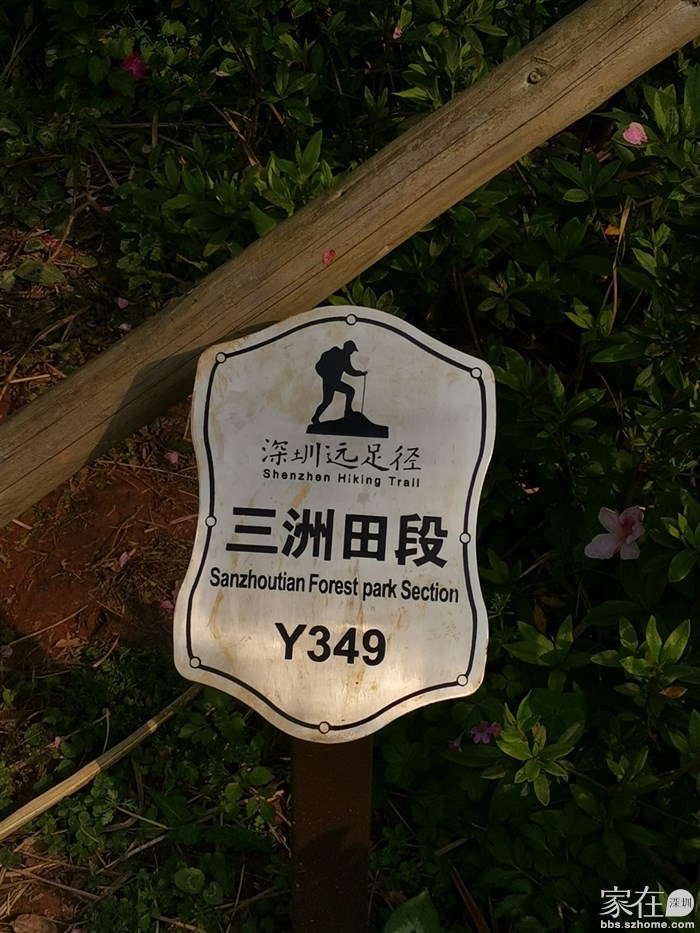 深圳远足径
Shenzhen Hiking Trail
三洲田段
Sanzhoutian Forest park Section
Y349
家在深圳
bbs.szhome.com